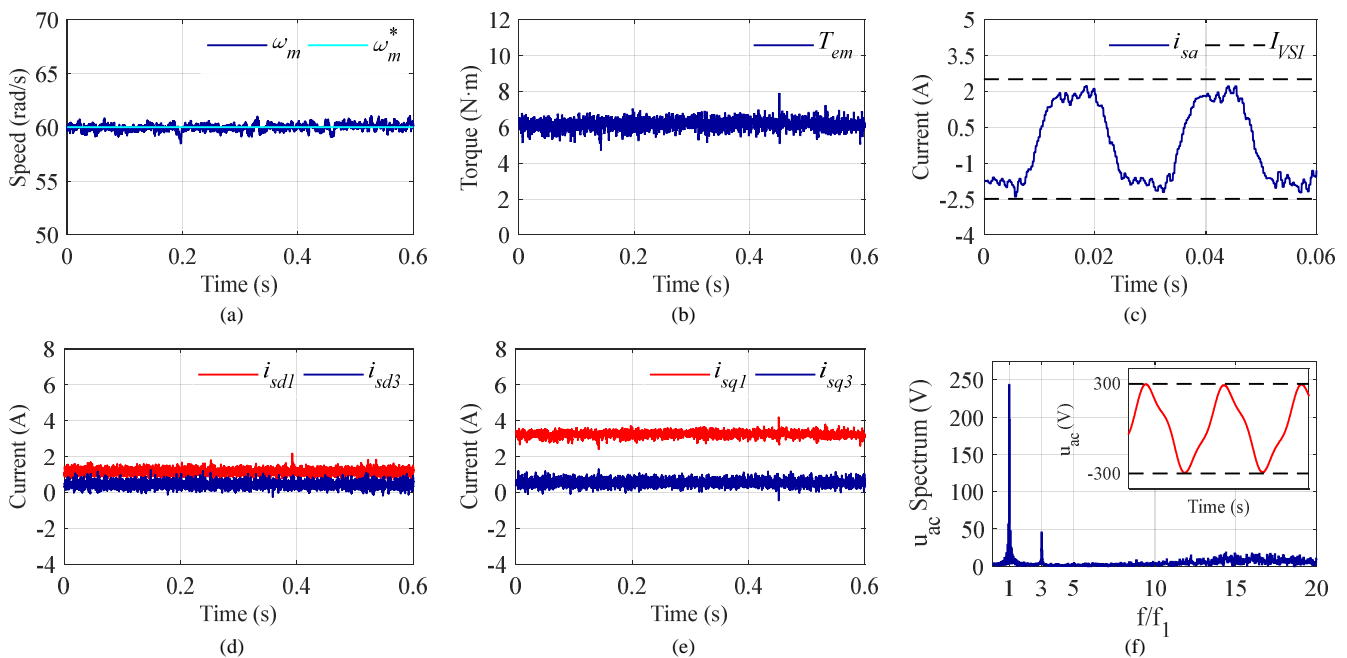 70
65
60
55
50
Speed (rad/s)
ω_m ω_m^*
0 0.2 0.4 0.6
Time (s)
(a)
12
10
8
6
4
2
0
Torque (N·m)
T_em
0 0.2 0.4 0.6
Time (s)
(b)
5
3.5
2
0.5
-1
-2.5
-4
Current (A)
i_sa I_VSI
0 0.02 0.04 0.06
Time (s)
(c)
8
6
4
2
0
-2
-4
Current (A)
i_sd1 i_sd3
0 0.2 0.4 0.6
Time (s)
(d)
8
6
4
2
0
-2
-4
Current (A)
i_sq1 i_sq3
0 0.2 0.4 0.6
Time (s)
(e)
250
200
150
100
50
0
u_ac Spectrum (V)
300
-300
u_ac (V)
Time (s)
1 3 5 10 15 20
f/f_1
(f)